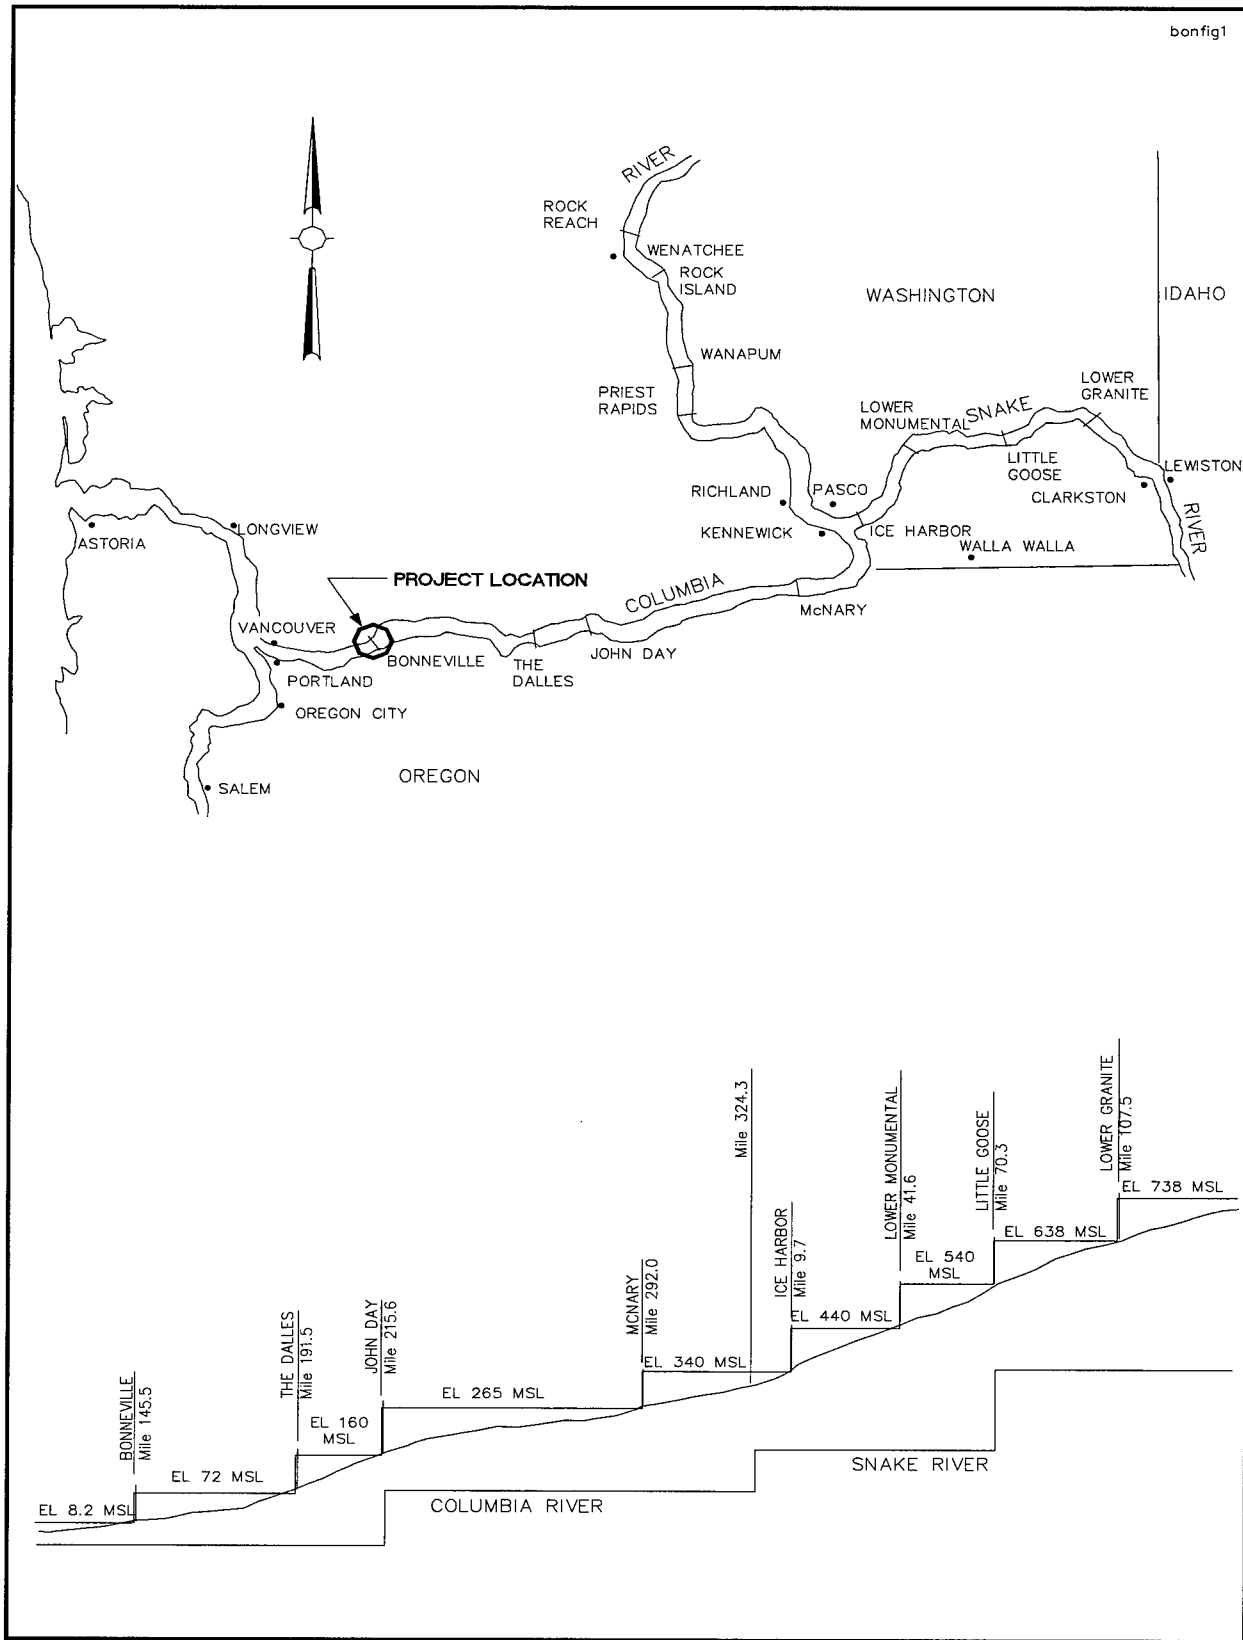 bonfig1
RIVER
ROCK
REACH
WENATCHEE
ROCK
ISLAND
WASHINGTON
IDAHO
WANAPUM
PRIEST
RAPIDS
LOWER
GRANITE
LOWER
MONUMENTAL
SNAKE
LITTLE
GOOSE
LEWISTON
CLARKSTON
RIVER
RICHLAND
PASCO
KENNEWICK
ICE HARBOR
WALLA WALLA
ASTORIA
LONGVIEW
PROJECT LOCATION
COLUMBIA
McNARY
VANCOUVER
BONNEVILLE
THE
DALLES
JOHN DAY
PORTLAND
OREGON CITY
OREGON
SALEM
BONNEVILLE
Mile 145.5
THE DALLES
Mile 191.5
JOHN DAY
Mile 215.6
MCNARY
Mile 292.0
Mile 324.3
ICE HARBOR
Mile 9.7
LOWER MONUMENTAL
Mile 41.6
LITTLE GOOSE
Mile 70.3
LOWER GRANITE
Mile 107.5
EL 8.2 MSL
EL 72 MSL
EL 160
MSL
EL 265 MSL
EL 340 MSL
EL 440 MSL
EL 540
MSL
EL 638 MSL
EL 738 MSL
COLUMBIA RIVER
SNAKE RIVER